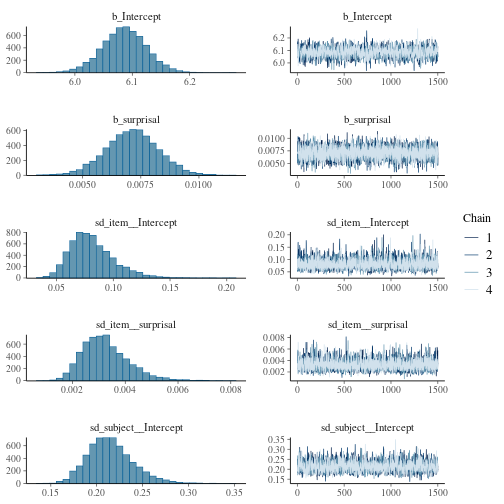 b_Intercept
600
400
200
0
6.0 6.1 6.2
b_Intercept
6.2
6.1
6.0
0 500 1000 1500
b_surprisal
600
400
200
0
0.0050 0.0075 0.0100
b_surprisal
0.0100
0.0075
0.0050
0 500 1000 1500
sd_item__Intercept
800
600
400
200
0
0.05 0.10 0.15 0.20
sd_item__Intercept
0.20
0.15
0.10
0.05
0 500 1000 1500
sd_item__surprisal
600
400
200
0
0.002 0.004 0.006 0.008
sd_item__surprisal
0.008
0.006
0.004
0.002
0 500 1000 1500
sd_subject__Intercept
600
400
200
0
0.15 0.20 0.25 0.30 0.35
sd_subject__Intercept
0.35
0.30
0.25
0.20
0.15
0 500 1000 1500
Chain
1
2
3
4